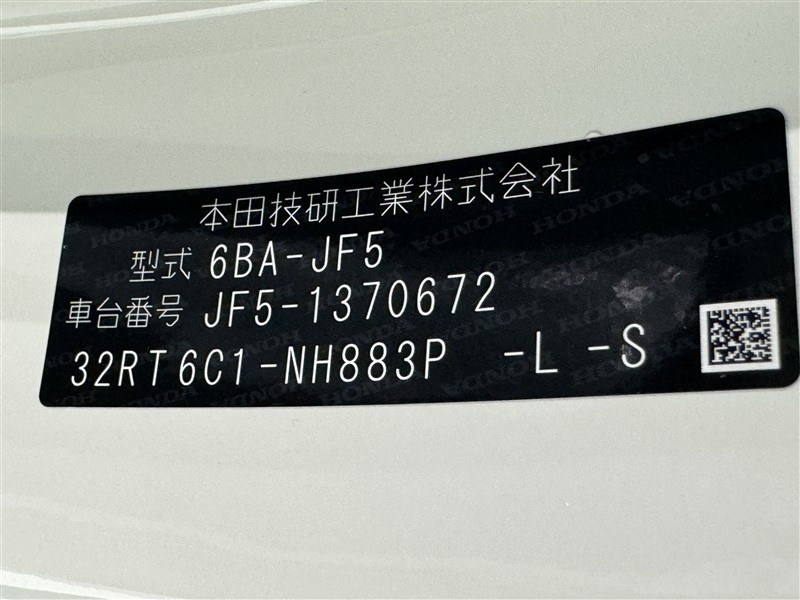 本田技研工業株式会社
型式 6BA-JF5
車台番号 JF5-1370672
32RT6C1-NH883P -L -S